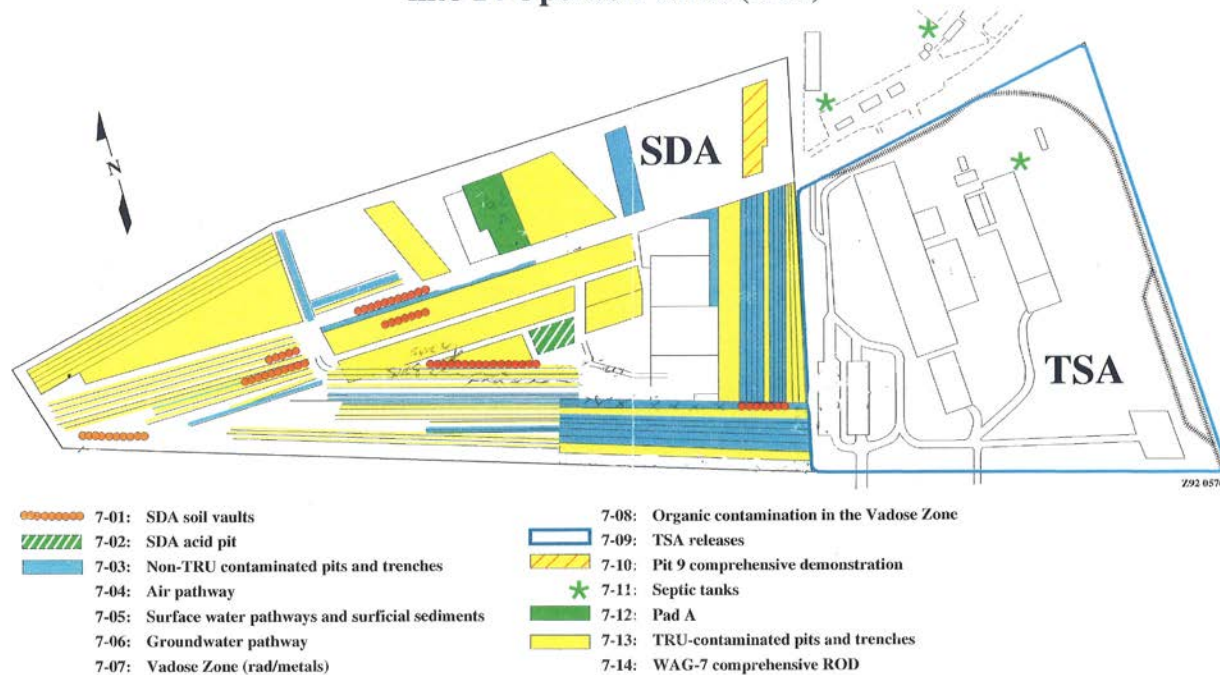 N
SDA
TSA
Z92 0576
7-01: SDA soil vaults
7-02: SDA acid pit
7-03: Non-TRU contaminated pits and trenches
7-04: Air pathway
7-05: Surface water pathways and surficial sediments
7-06: Groundwater pathway
7-07: Vadose Zone (rad/metals)
7-08: Organic contamination in the Vadose Zone
7-09: TSA releases
7-10: Pit 9 comprehensive demonstration
7-11: Septic tanks
7-12: Pad A
7-13: TRU-contaminated pits and trenches
7-14: WAG-7 comprehensive ROD